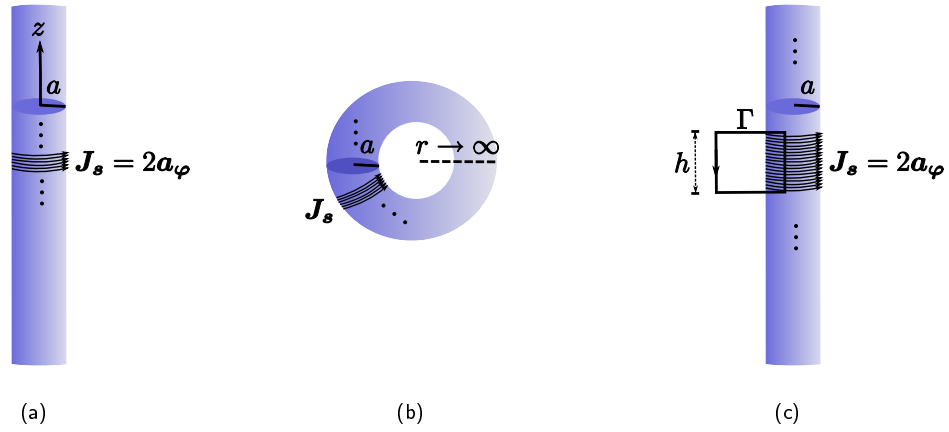 z
a
J_s = 2a_φ
(a)
a
r → ∞
J_s
(b)
a
Γ
h
J_s = 2a_φ
(c)